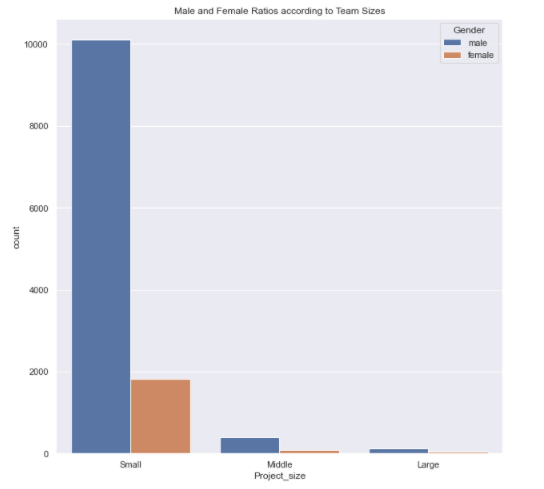 Male and Female Ratios according to Team Sizes
Gender
male
female
10000
8000
6000
4000
2000
0
count
Small Middle Large
Project_size